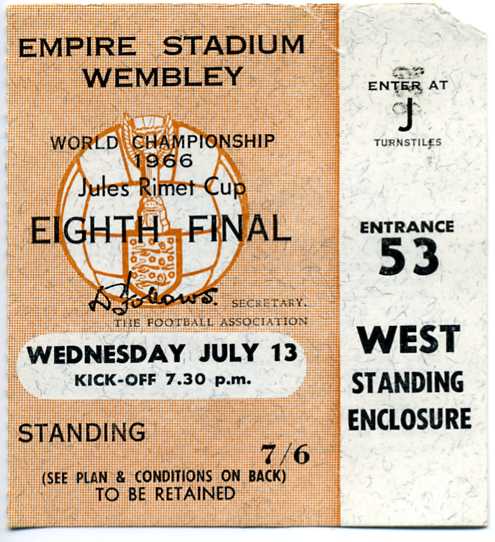 EMPIRE STADIUM
WEMBLEY
WORLD CHAMPIONSHIP
1966
Jules Rimet Cup
EIGHTH FINAL
D Follows.
SECRETARY.
THE FOOTBALL ASSOCIATION
WEDNESDAY JULY 13
KICK-OFF 7.30 p.m.
STANDING
7/6
(SEE PLAN & CONDITIONS ON BACK)
TO BE RETAINED
ENTER AT
J
TURNSTILES
ENTRANCE
53
WEST
STANDING
ENCLOSURE